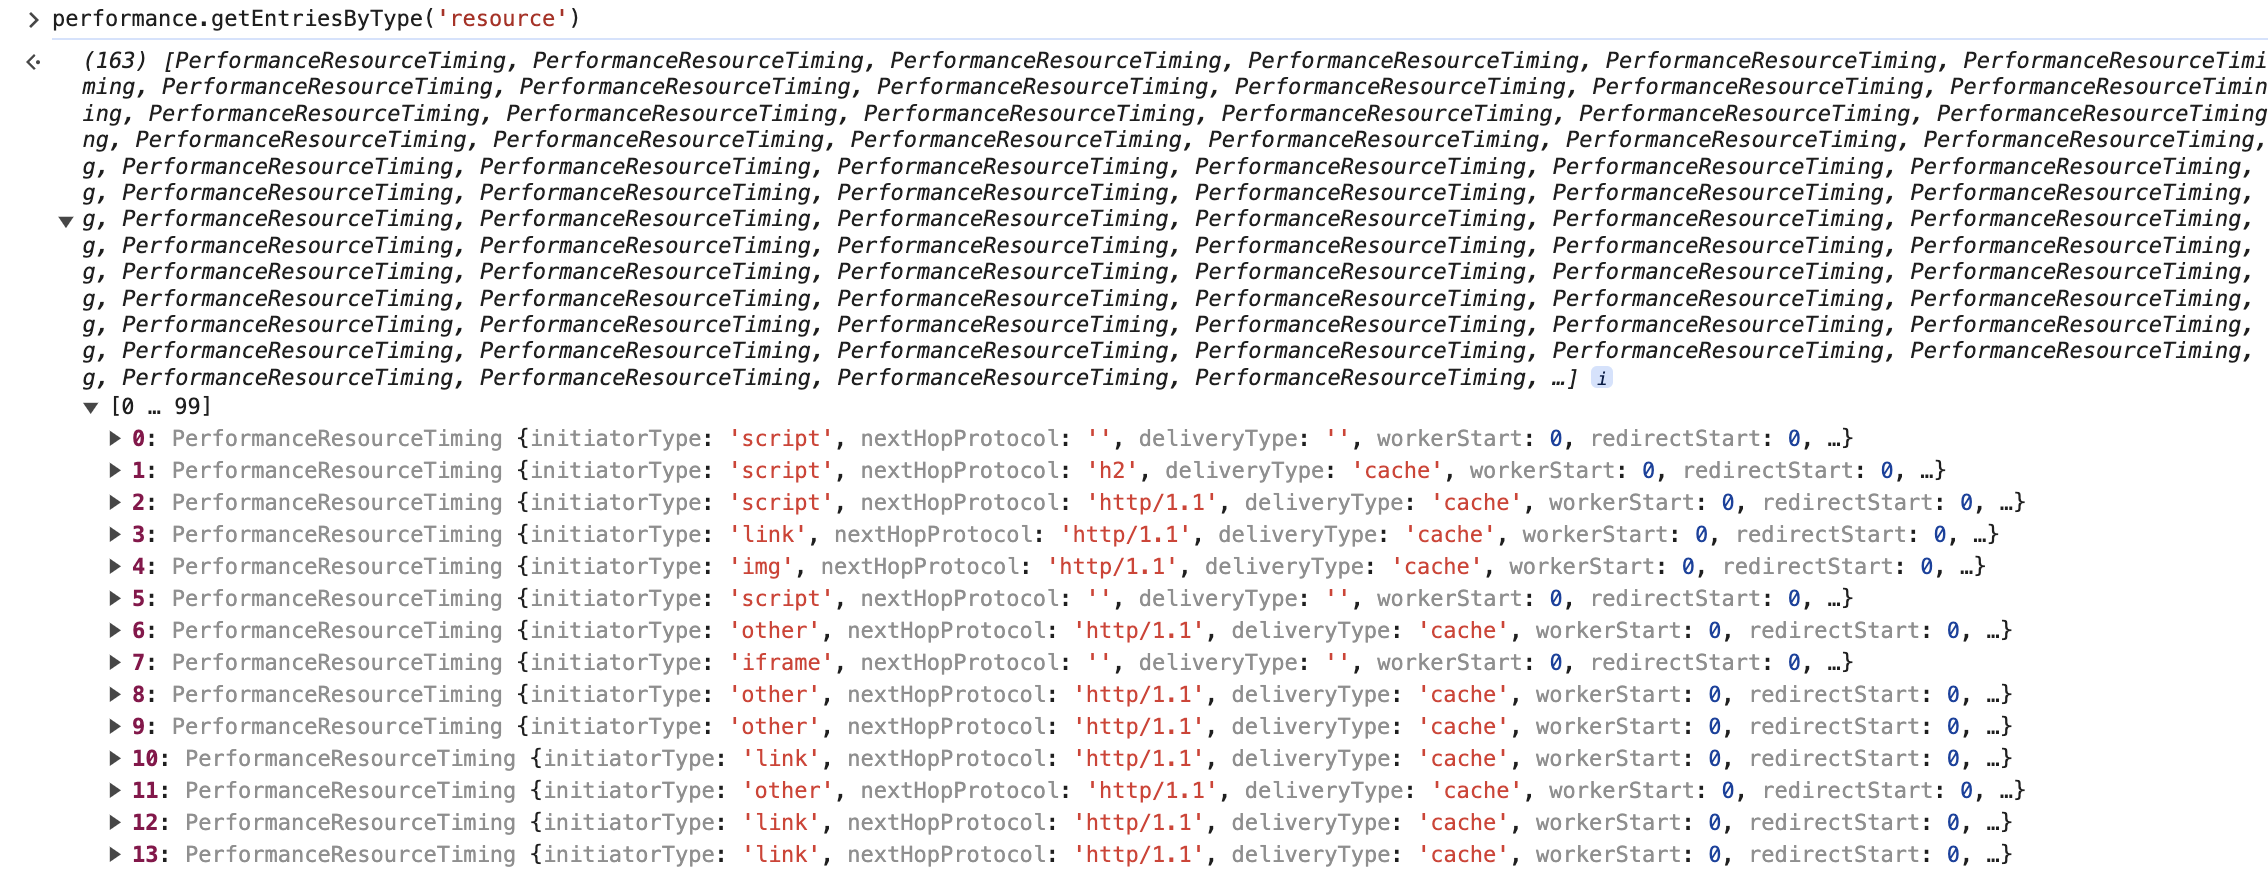 performance.getEntriesByType('resource')
(163) [PerformanceResourceTiming, PerformanceResourceTiming, PerformanceResourceTiming, PerformanceResourceTiming, PerformanceResourceTiming, PerformanceResourceTimi
ming, PerformanceResourceTiming, PerformanceResourceTiming, PerformanceResourceTiming, PerformanceResourceTiming, PerformanceResourceTiming, PerformanceResourceTimin
ing, PerformanceResourceTiming, PerformanceResourceTiming, PerformanceResourceTiming, PerformanceResourceTiming, PerformanceResourceTiming, PerformanceResourceTiming
ng, PerformanceResourceTiming, PerformanceResourceTiming, PerformanceResourceTiming, PerformanceResourceTiming, PerformanceResourceTiming, PerformanceResourceTiming,
g, PerformanceResourceTiming, PerformanceResourceTiming, PerformanceResourceTiming, PerformanceResourceTiming, PerformanceResourceTiming, PerformanceResourceTiming,
g, PerformanceResourceTiming, PerformanceResourceTiming, PerformanceResourceTiming, PerformanceResourceTiming, PerformanceResourceTiming, PerformanceResourceTiming,
g, PerformanceResourceTiming, PerformanceResourceTiming, PerformanceResourceTiming, PerformanceResourceTiming, PerformanceResourceTiming, PerformanceResourceTiming,
g, PerformanceResourceTiming, PerformanceResourceTiming, PerformanceResourceTiming, PerformanceResourceTiming, PerformanceResourceTiming, PerformanceResourceTiming,
g, PerformanceResourceTiming, PerformanceResourceTiming, PerformanceResourceTiming, PerformanceResourceTiming, PerformanceResourceTiming, PerformanceResourceTiming,
g, PerformanceResourceTiming, PerformanceResourceTiming, PerformanceResourceTiming, PerformanceResourceTiming, PerformanceResourceTiming, PerformanceResourceTiming,
g, PerformanceResourceTiming, PerformanceResourceTiming, PerformanceResourceTiming, PerformanceResourceTiming, PerformanceResourceTiming, PerformanceResourceTiming,
g, PerformanceResourceTiming, PerformanceResourceTiming, PerformanceResourceTiming, PerformanceResourceTiming, PerformanceResourceTiming, PerformanceResourceTiming,
g, PerformanceResourceTiming, PerformanceResourceTiming, PerformanceResourceTiming, PerformanceResourceTiming, …] i
[0 … 99]
0: PerformanceResourceTiming {initiatorType: 'script', nextHopProtocol: '', deliveryType: '', workerStart: 0, redirectStart: 0, …}
1: PerformanceResourceTiming {initiatorType: 'script', nextHopProtocol: 'h2', deliveryType: 'cache', workerStart: 0, redirectStart: 0, …}
2: PerformanceResourceTiming {initiatorType: 'script', nextHopProtocol: 'http/1.1', deliveryType: 'cache', workerStart: 0, redirectStart: 0, …}
3: PerformanceResourceTiming {initiatorType: 'link', nextHopProtocol: 'http/1.1', deliveryType: 'cache', workerStart: 0, redirectStart: 0, …}
4: PerformanceResourceTiming {initiatorType: 'img', nextHopProtocol: 'http/1.1', deliveryType: 'cache', workerStart: 0, redirectStart: 0, …}
5: PerformanceResourceTiming {initiatorType: 'script', nextHopProtocol: '', deliveryType: '', workerStart: 0, redirectStart: 0, …}
6: PerformanceResourceTiming {initiatorType: 'other', nextHopProtocol: 'http/1.1', deliveryType: 'cache', workerStart: 0, redirectStart: 0, …}
7: PerformanceResourceTiming {initiatorType: 'iframe', nextHopProtocol: '', deliveryType: '', workerStart: 0, redirectStart: 0, …}
8: PerformanceResourceTiming {initiatorType: 'other', nextHopProtocol: 'http/1.1', deliveryType: 'cache', workerStart: 0, redirectStart: 0, …}
9: PerformanceResourceTiming {initiatorType: 'other', nextHopProtocol: 'http/1.1', deliveryType: 'cache', workerStart: 0, redirectStart: 0, …}
10: PerformanceResourceTiming {initiatorType: 'link', nextHopProtocol: 'http/1.1', deliveryType: 'cache', workerStart: 0, redirectStart: 0, …}
11: PerformanceResourceTiming {initiatorType: 'other', nextHopProtocol: 'http/1.1', deliveryType: 'cache', workerStart: 0, redirectStart: 0, …}
12: PerformanceResourceTiming {initiatorType: 'link', nextHopProtocol: 'http/1.1', deliveryType: 'cache', workerStart: 0, redirectStart: 0, …}
13: PerformanceResourceTiming {initiatorType: 'link', nextHopProtocol: 'http/1.1', deliveryType: 'cache', workerStart: 0, redirectStart: 0, …}